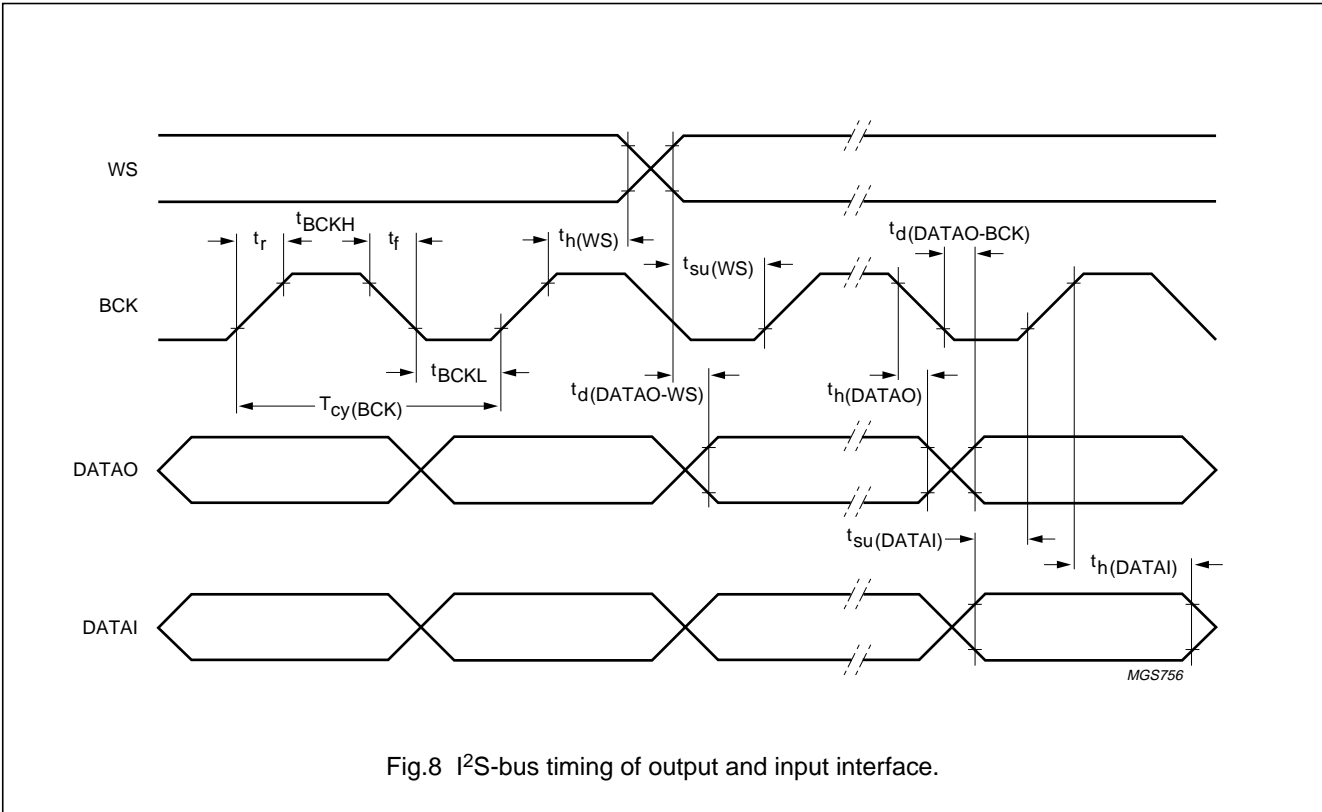 WS
tBCKH
tr
tf
th(WS)
td(DATAO-BCK)
tsu(WS)
BCK
tBCKL
td(DATAO-WS)
th(DATAO)
Tcy(BCK)
DATAO
tsu(DATAI)
th(DATAI)
DATAI
MGS756
Fig.8 I²S-bus timing of output and input interface.